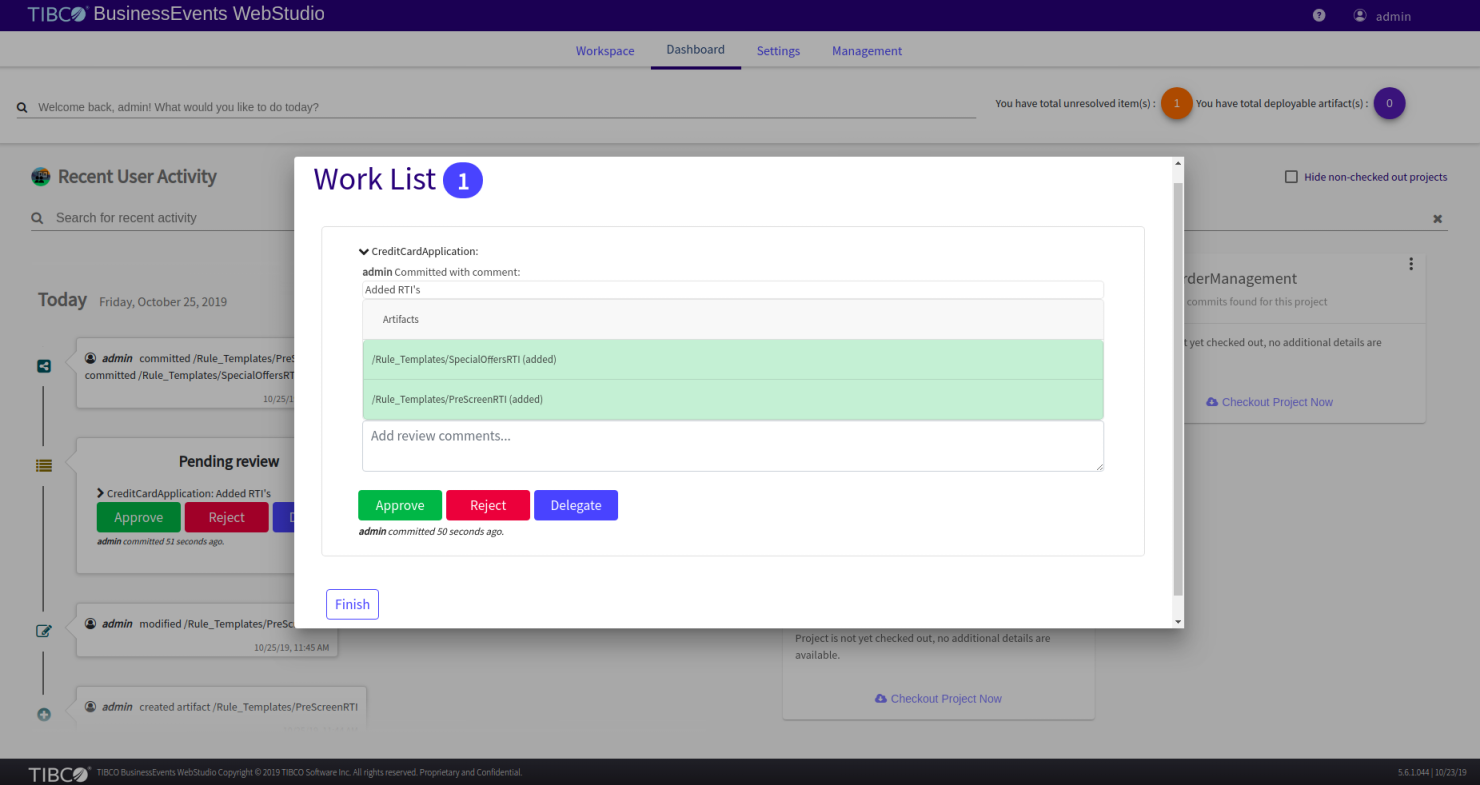 TIBCO® BusinessEvents WebStudio
? admin
Workspace Dashboard Settings Management
Welcome back, admin! What would you like to do today?
You have total unresolved item(s) : 1 You have total deployable artifact(s) : 0
Recent User Activity
Hide non-checked out projects
Search for recent activity
Today Friday, October 25, 2019
admin committed /Rule_Templates/PreS
committed /Rule_Templates/SpecialOffersRT
10/25/1
Pending review
CreditCardApplication: Added RTI's
Approve Reject D
admin committed 51 seconds ago.
admin modified /Rule_Templates/PreSc
10/25/19, 11:45 AM
admin created artifact /Rule_Templates/PreScreenRTI
Work List 1
CreditCardApplication:
admin Committed with comment:
Added RTI's
Artifacts
/Rule_Templates/SpecialOffersRTI (added)
/Rule_Templates/PreScreenRTI (added)
Add review comments...
Approve Reject Delegate
admin committed 50 seconds ago.
Finish
rderManagement
commits found for this project
t yet checked out, no additional details are
Checkout Project Now
Project is not yet checked out, no additional details are
available.
Checkout Project Now
TIBCO® TIBCO BusinessEvents WebStudio Copyright © 2019 TIBCO Software Inc. All rights reserved. Proprietary and Confidential.
5.6.1.044 | 10/23/19